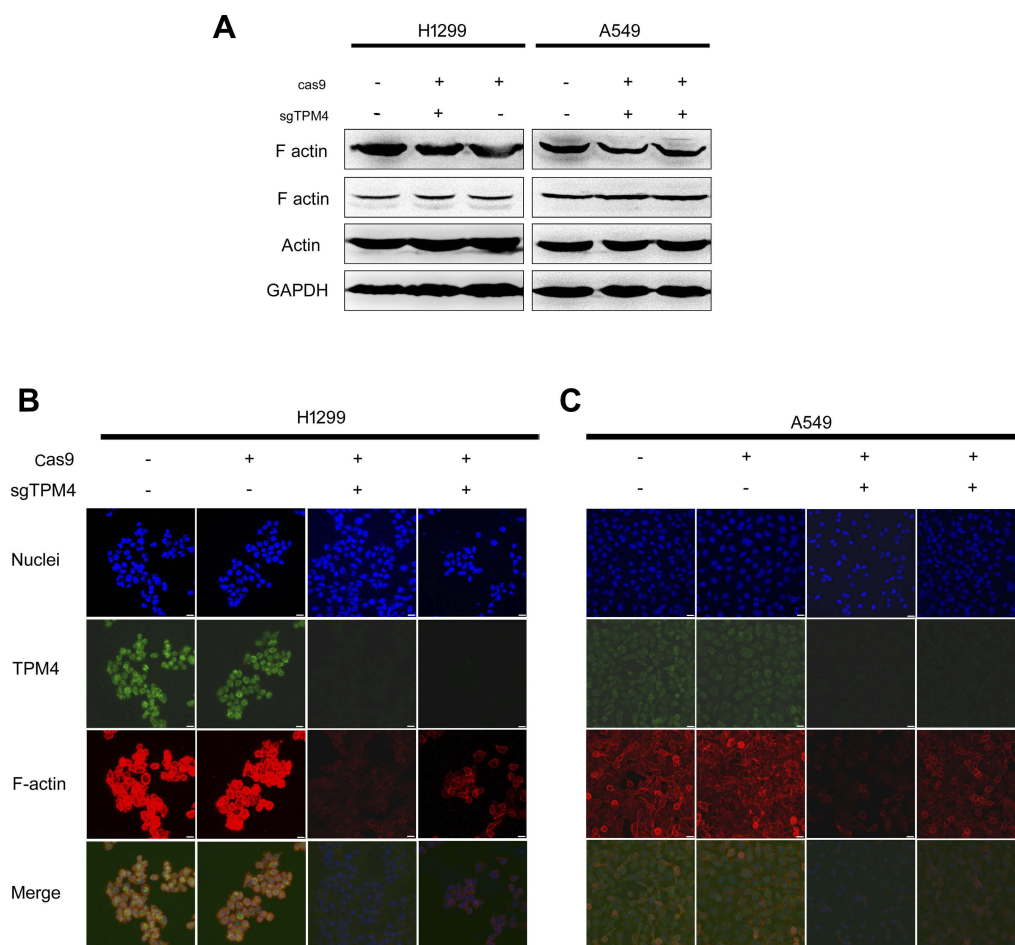 A
H1299 A549
cas9 - + + - + +
sgTPM4 - + - - + +
F actin
F actin
Actin
GAPDH
B
H1299
Cas9 - + + +
sgTPM4 - - + +
Nuclei
TPM4
F-actin
Merge
C
A549
- + + +
- - + +